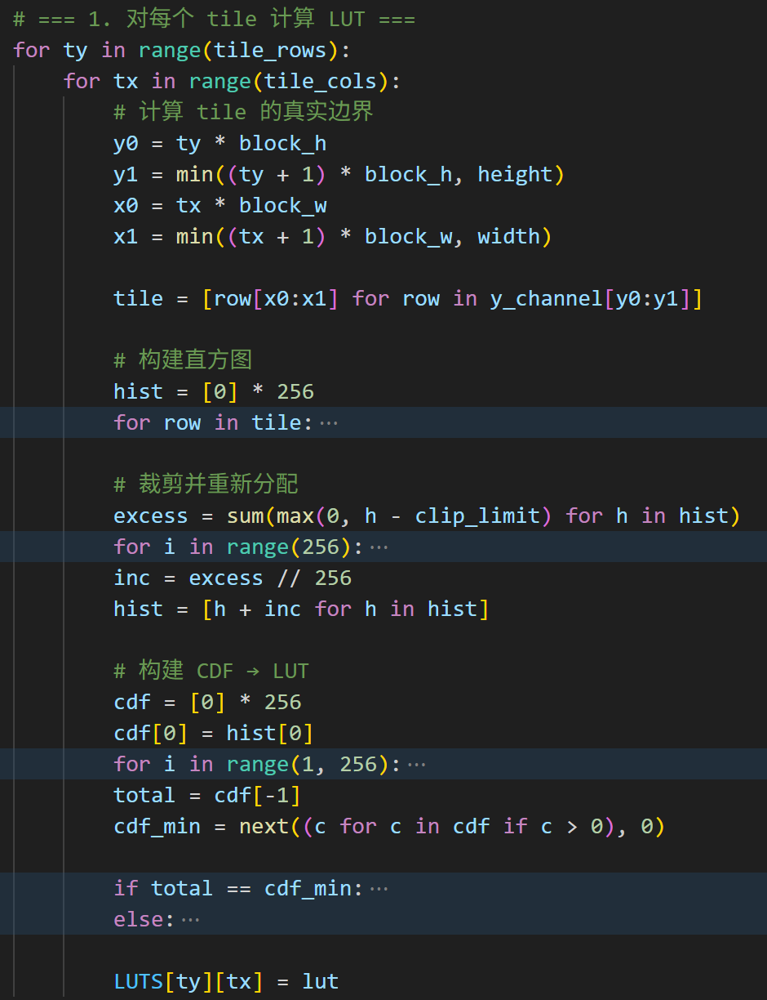 # === 1. 对每个 tile 计算 LUT ===
for ty in range(tile_rows):
    for tx in range(tile_cols):
        # 计算 tile 的真实边界
        y0 = ty * block_h
        y1 = min((ty + 1) * block_h, height)
        x0 = tx * block_w
        x1 = min((tx + 1) * block_w, width)

        tile = [row[x0:x1] for row in y_channel[y0:y1]]

        # 构建直方图
        hist = [0] * 256
        for row in tile:⋯

        # 裁剪并重新分配
        excess = sum(max(0, h - clip_limit) for h in hist)
        for i in range(256):⋯
        inc = excess // 256
        hist = [h + inc for h in hist]

        # 构建 CDF → LUT
        cdf = [0] * 256
        cdf[0] = hist[0]
        for i in range(1, 256):⋯
        total = cdf[-1]
        cdf_min = next((c for c in cdf if c > 0), 0)

        if total == cdf_min:⋯
        else:⋯

        LUTS[ty][tx] = lut